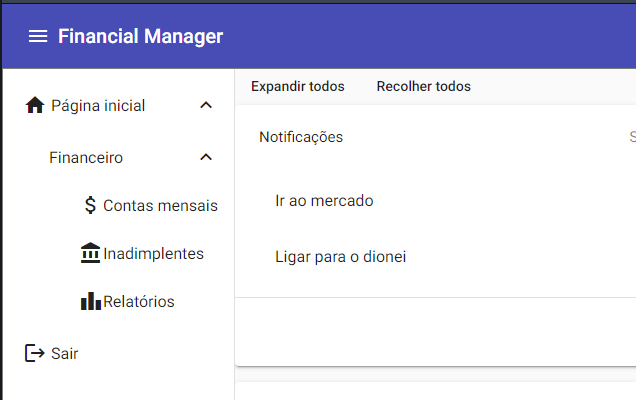 Financial Manager
Página inicial
Financeiro
Contas mensais
Inadimplentes
Relatórios
Sair
Expandir todos
Recolher todos
Notificações
Ir ao mercado
Ligar para o dionei